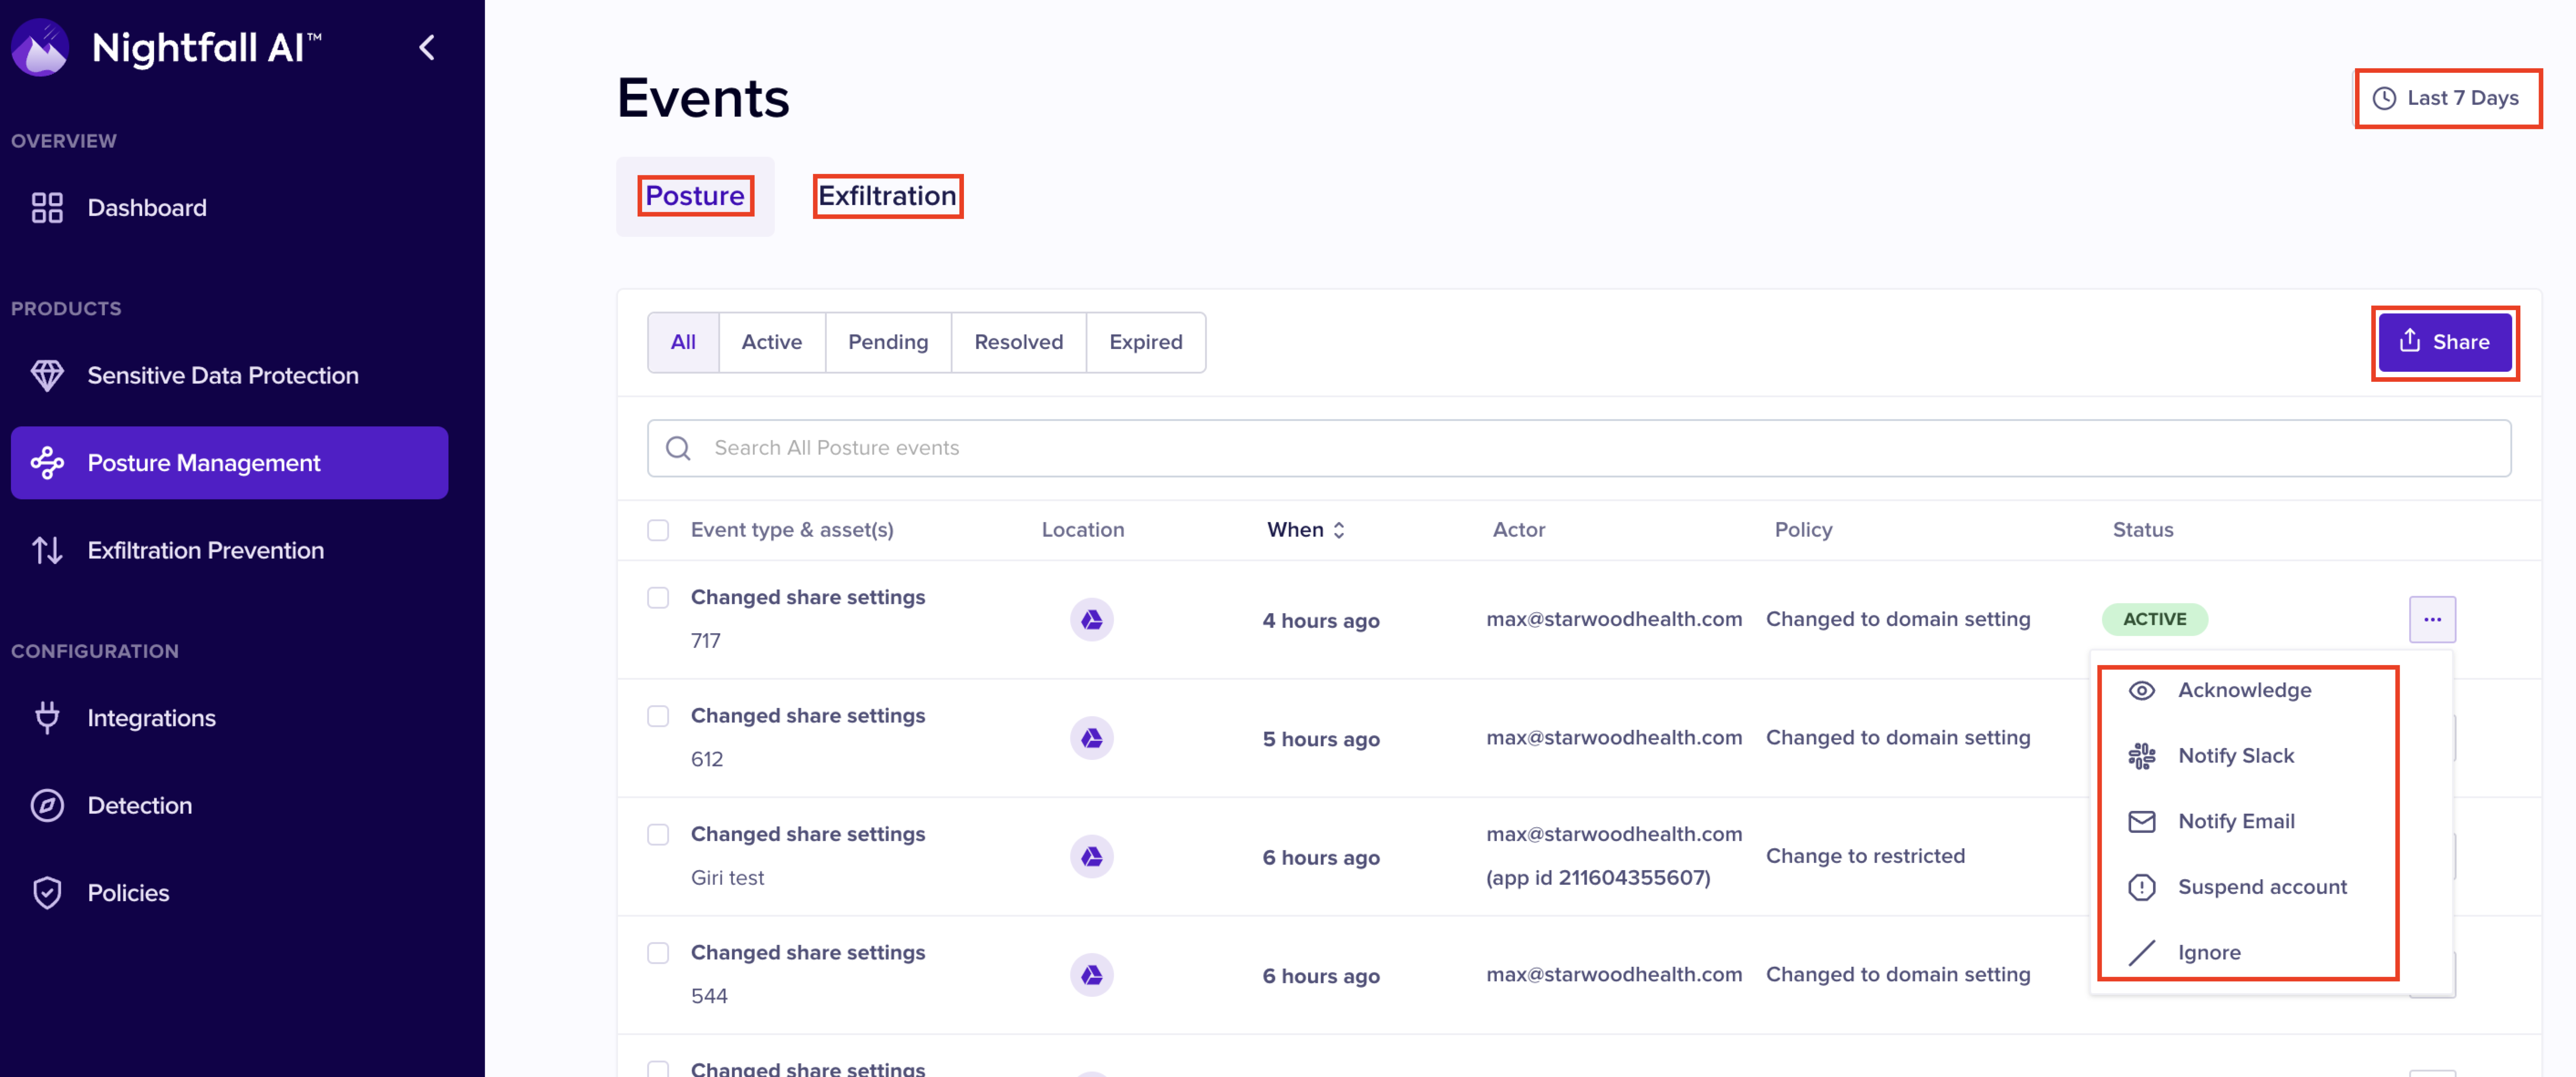 Nightfall AI™
OVERVIEW
Dashboard
PRODUCTS
Sensitive Data Protection
Posture Management
Exfiltration Prevention
CONFIGURATION
Integrations
Detection
Policies
Events
Last 7 Days
Posture Exfiltration
All Active Pending Resolved Expired
Share
Search All Posture events
Event type & asset(s) Location When Actor Policy Status
Changed share settings
717
4 hours ago max@starwoodhealth.com Changed to domain setting ACTIVE ...
Acknowledge
Notify Slack
Notify Email
Suspend account
Ignore
Changed share settings
612
5 hours ago max@starwoodhealth.com Changed to domain setting
Changed share settings
Giri test
6 hours ago max@starwoodhealth.com
(app id 211604355607)
Change to restricted
Changed share settings
544
6 hours ago max@starwoodhealth.com Changed to domain setting
Changed share settings